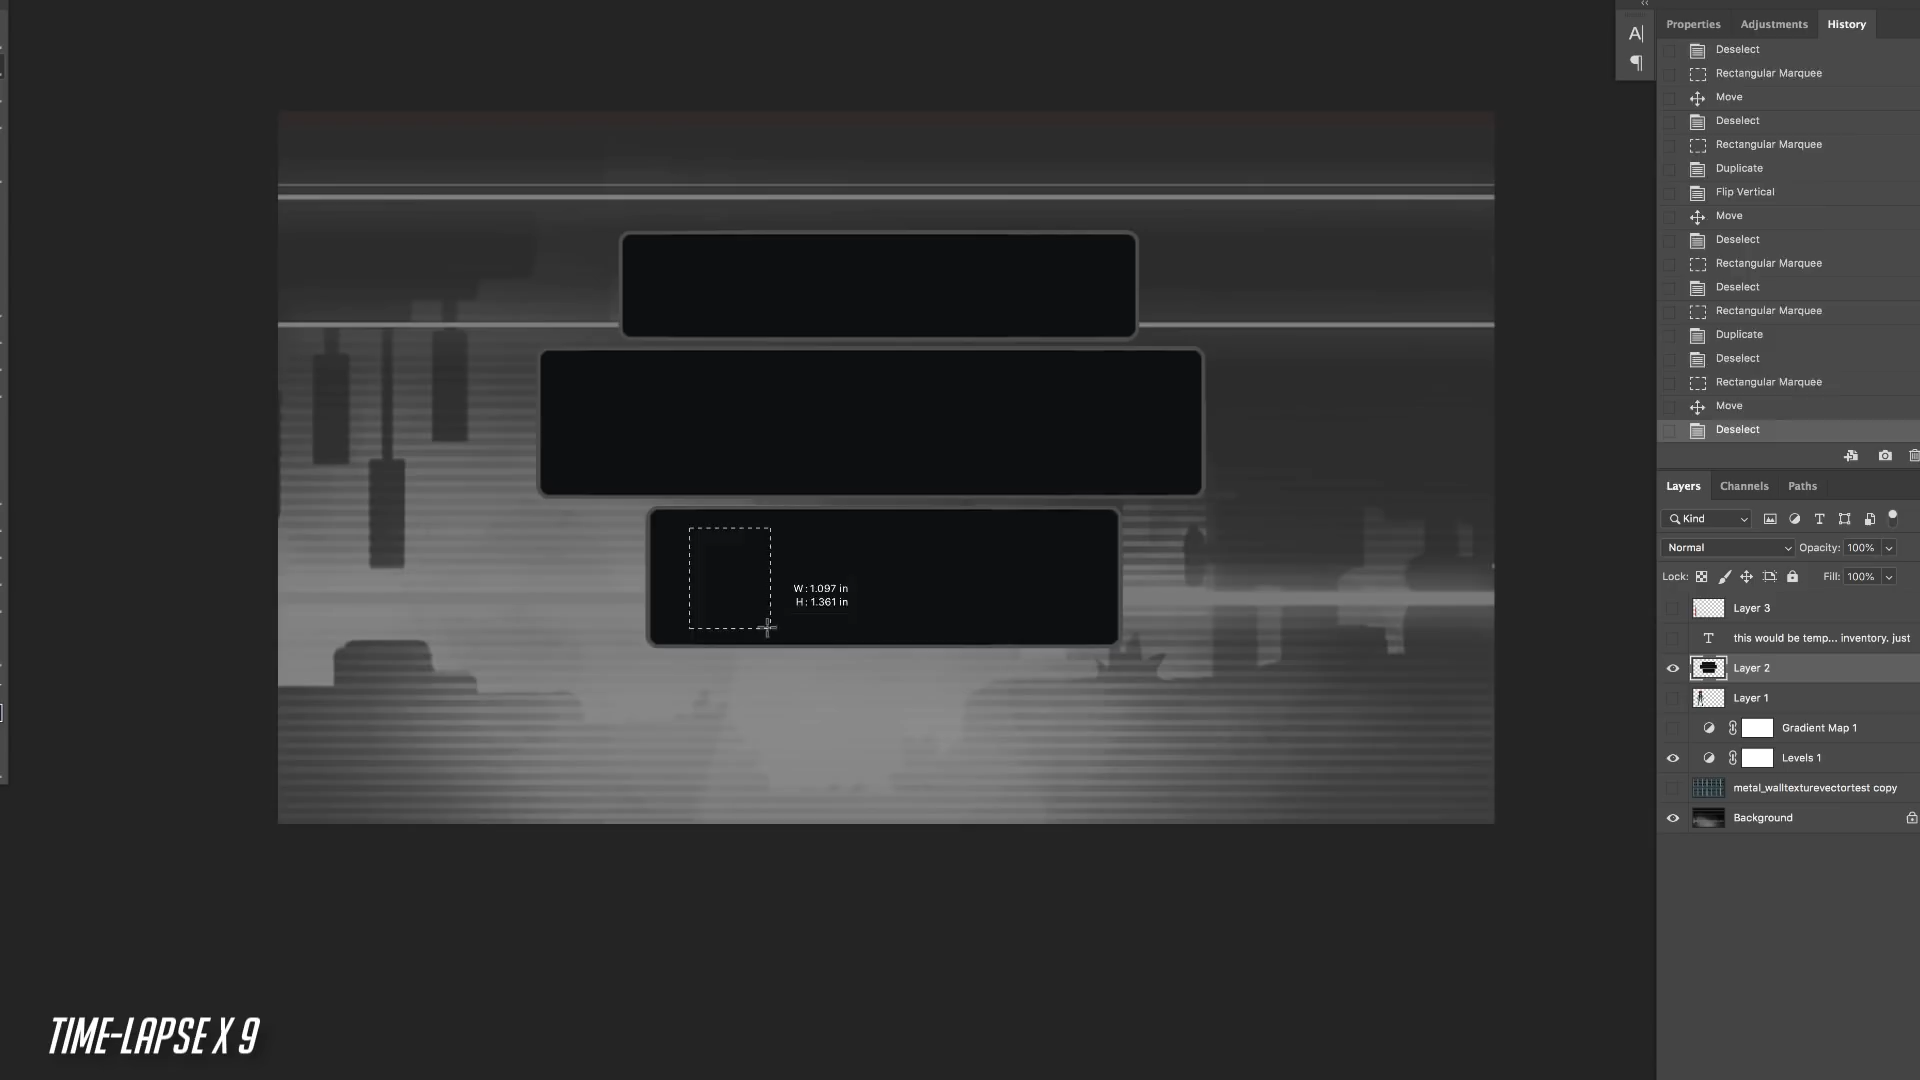 Properties
Adjustments
History
Deselect
Rectangular Marquee
Move
Deselect
Rectangular Marquee
Duplicate
Flip Vertical
Move
Deselect
Rectangular Marquee
Deselect
Rectangular Marquee
Duplicate
Deselect
Rectangular Marquee
Move
Deselect
Layers
Channels
Paths
Kind
Normal
Opacity: 100%
Lock:
Fill: 100%
Layer 3
this would be temp... inventory. just
Layer 2
Layer 1
Gradient Map 1
Levels 1
metal_walltexturevectortest copy
Background
W: 1.097 in
H: 1.361 in
TIME-LAPSE X 9